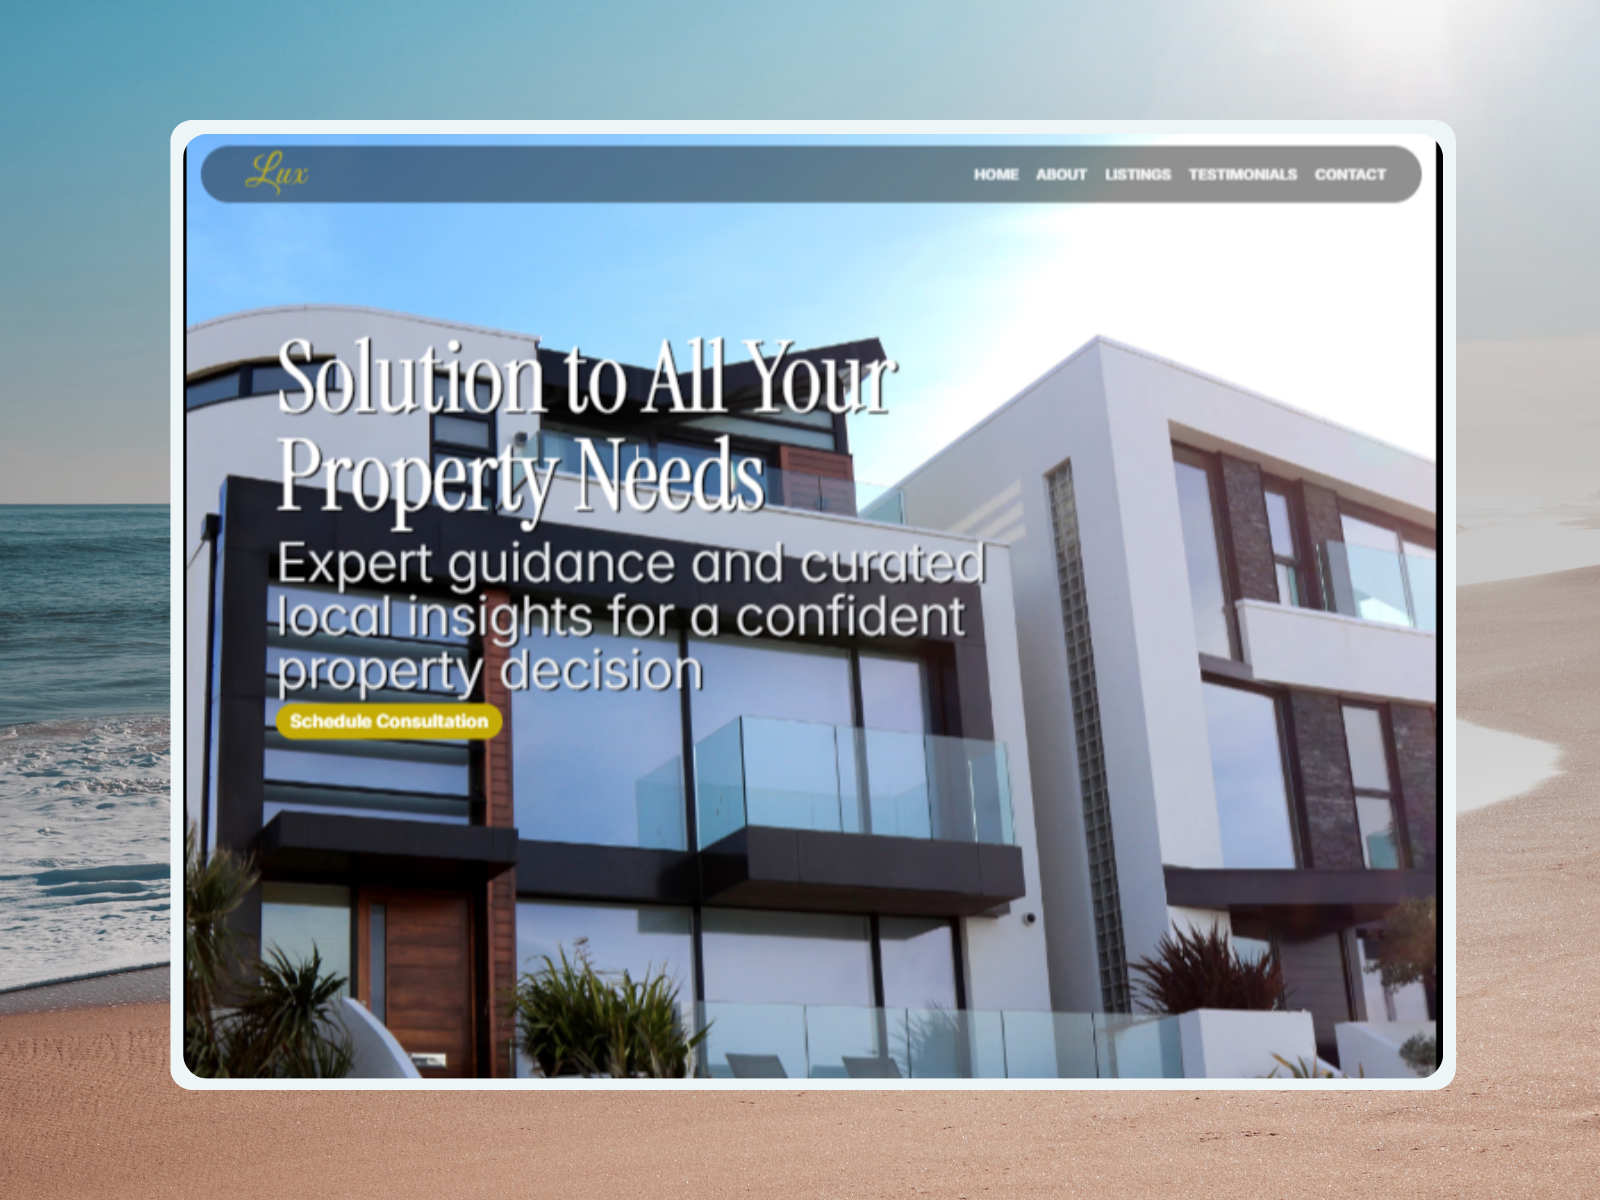 Lux
HOME ABOUT LISTINGS TESTIMONIALS CONTACT
Solution to All Your
Property Needs
Expert guidance and curated
local insights for a confident
property decision
Schedule Consultation